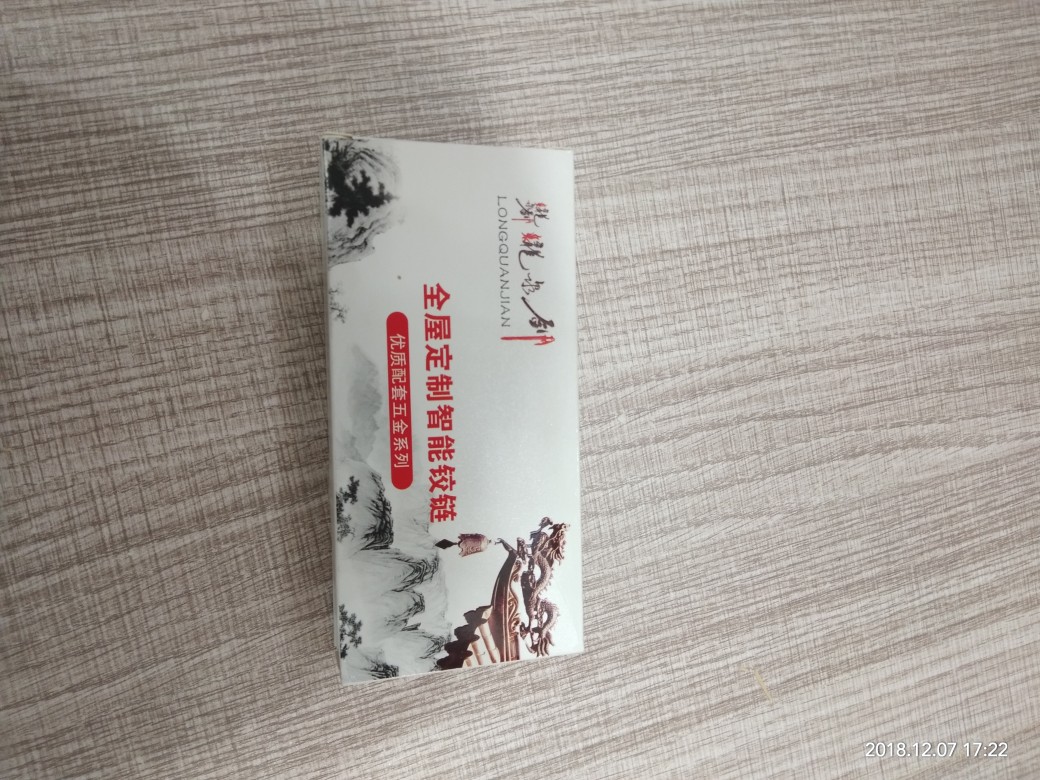 LONGQUANJIAN
全屋定制智能铰链
优质配套五金系列
2018.12.07 17:22